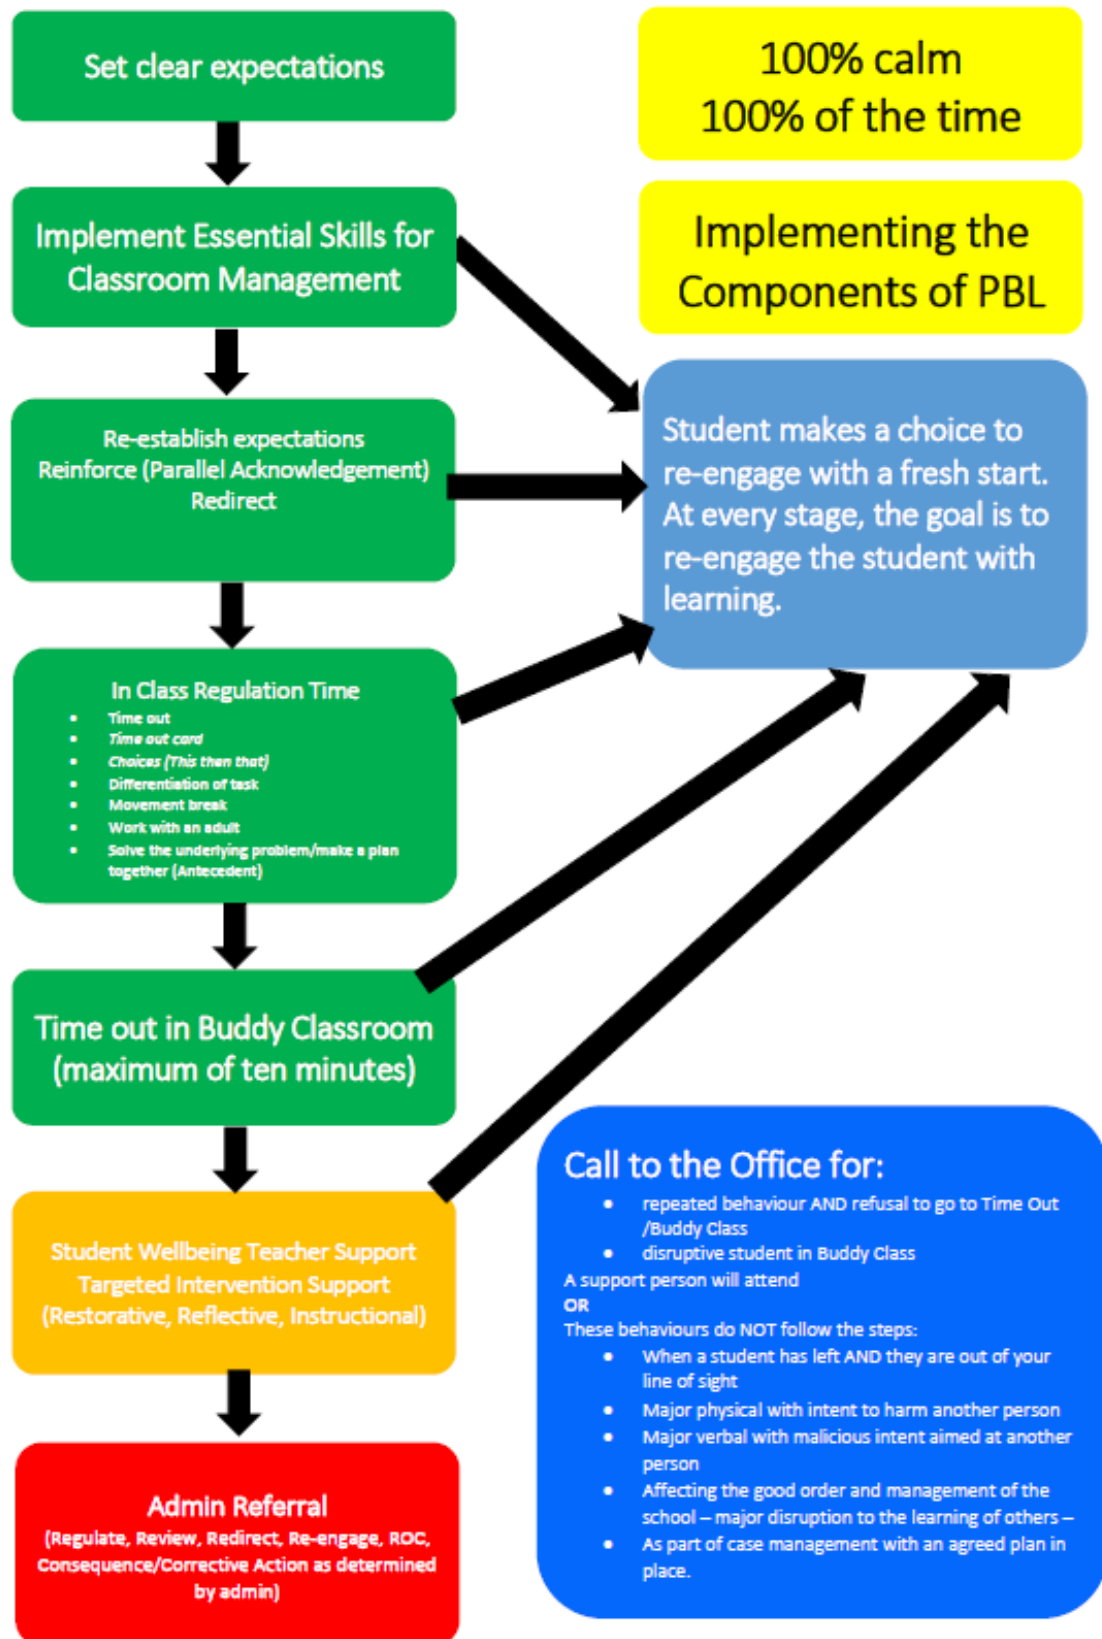 Set clear expectations
100% calm
100% of the time
Implement Essential Skills for
Classroom Management
Implementing the
Components of PBL
Re-establish expectations
Reinforce (Parallel Acknowledgement)
Redirect
Student makes a choice to
re-engage with a fresh start.
At every stage, the goal is to
re-engage the student with
learning.
In Class Regulation Time
• Time out
• Time out card
• Choices (This then that)
• Differentiation of task
• Movement break
• Work with an adult
• Solve the underlying problem/make a plan
together (Antecedent)
Time out in Buddy Classroom
(maximum of ten minutes)
Student Wellbeing Teacher Support
Targeted Intervention Support
(Restorative, Reflective, Instructional)
Admin Referral
(Regulate, Review, Redirect, Re-engage, ROC,
Consequence/Corrective Action as determined
by admin)
Call to the Office for:
• repeated behaviour AND refusal to go to Time Out
/Buddy Class
• disruptive student in Buddy Class
A support person will attend
OR
These behaviours do NOT follow the steps:
• When a student has left AND they are out of your
line of sight
• Major physical with intent to harm another person
• Major verbal with malicious intent aimed at another
person
• Affecting the good order and management of the
school – major disruption to the learning of others –
• As part of case management with an agreed plan in
place.